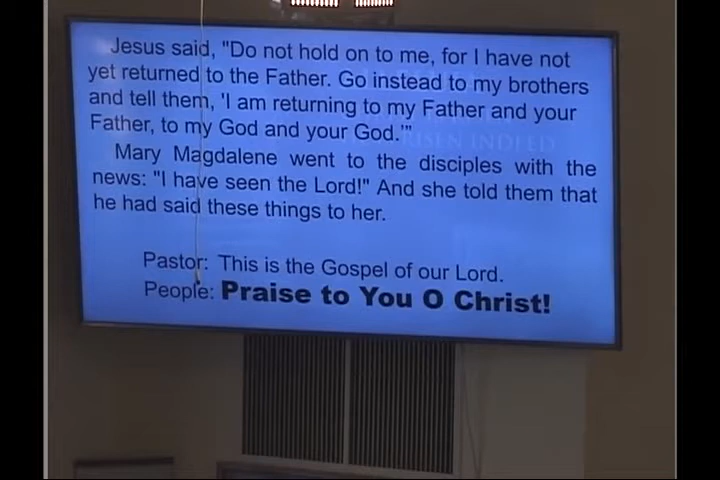 Jesus said, "Do not hold on to me, for I have not
yet returned to the Father. Go instead to my brothers
and tell them, 'I am returning to my Father and your
Father, to my God and your God.'"
Mary Magdalene went to the disciples with the
news: "I have seen the Lord!" And she told them that
he had said these things to her.
Pastor: This is the Gospel of our Lord.
People: Praise to You O Christ!